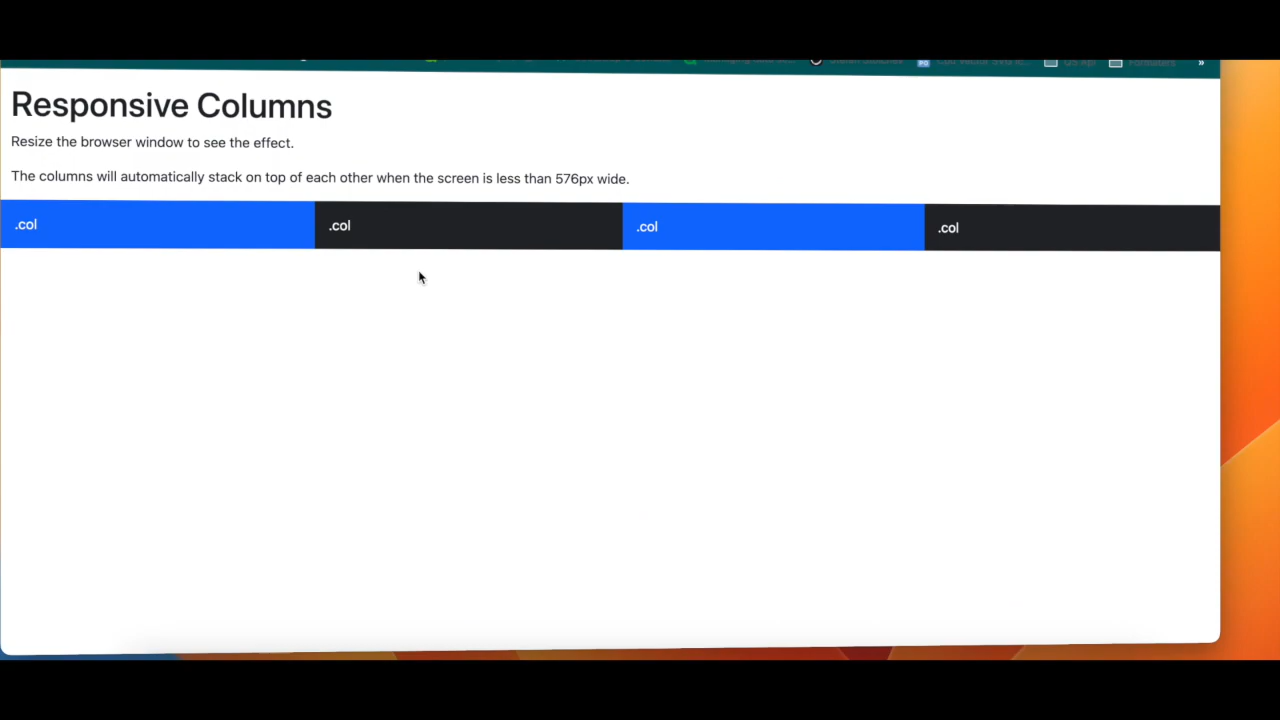 »
Responsive Columns
Resize the browser window to see the effect.
The columns will automatically stack on top of each other when the screen is less than 576px wide.
.col .col .col .col